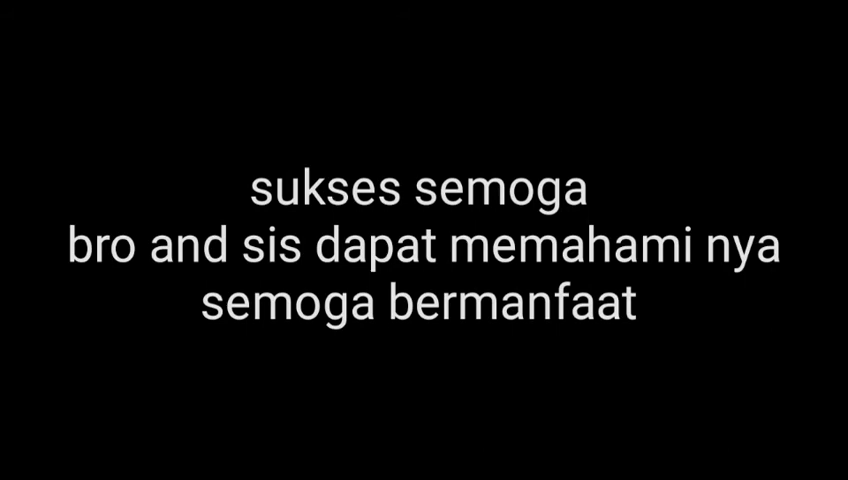 sukses semoga
bro and sis dapat memahami nya
semoga bermanfaat